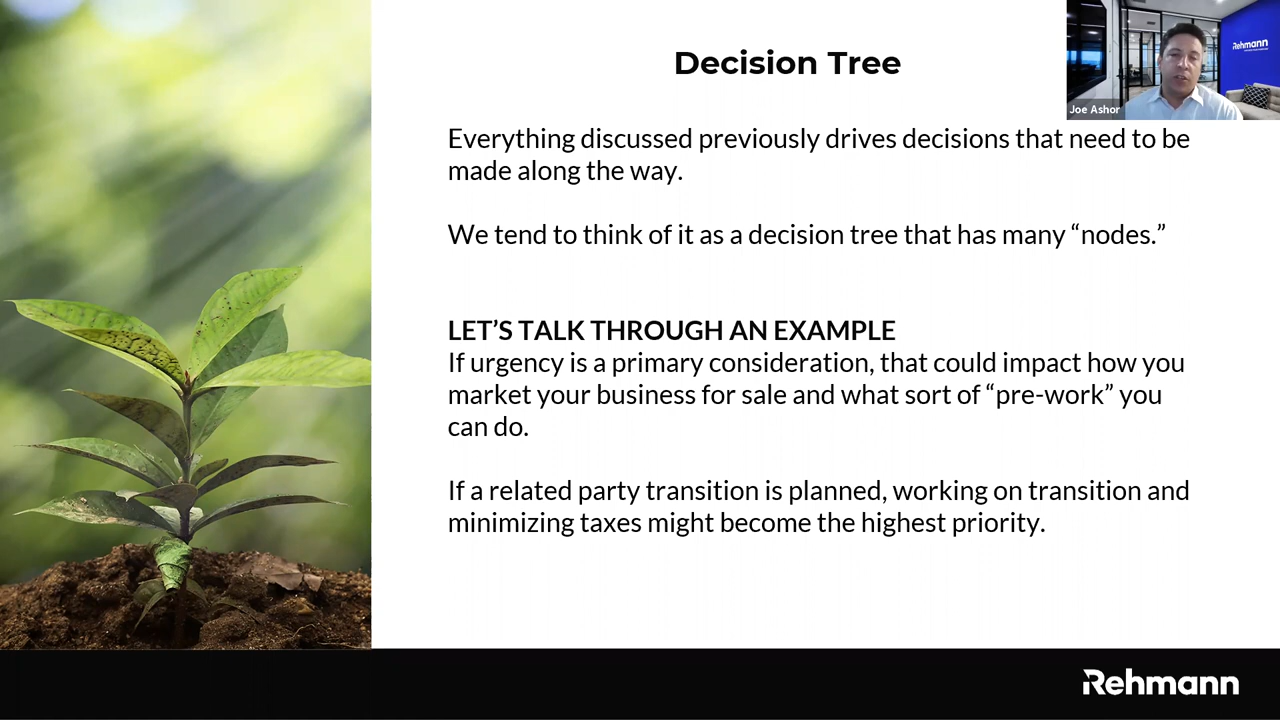 Decision Tree
Rehmann
Joe Ashor
Everything discussed previously drives decisions that need to be
made along the way.
We tend to think of it as a decision tree that has many “nodes.”
LET’S TALK THROUGH AN EXAMPLE
If urgency is a primary consideration, that could impact how you
market your business for sale and what sort of “pre-work” you
can do.
If a related party transition is planned, working on transition and
minimizing taxes might become the highest priority.
Rehmann